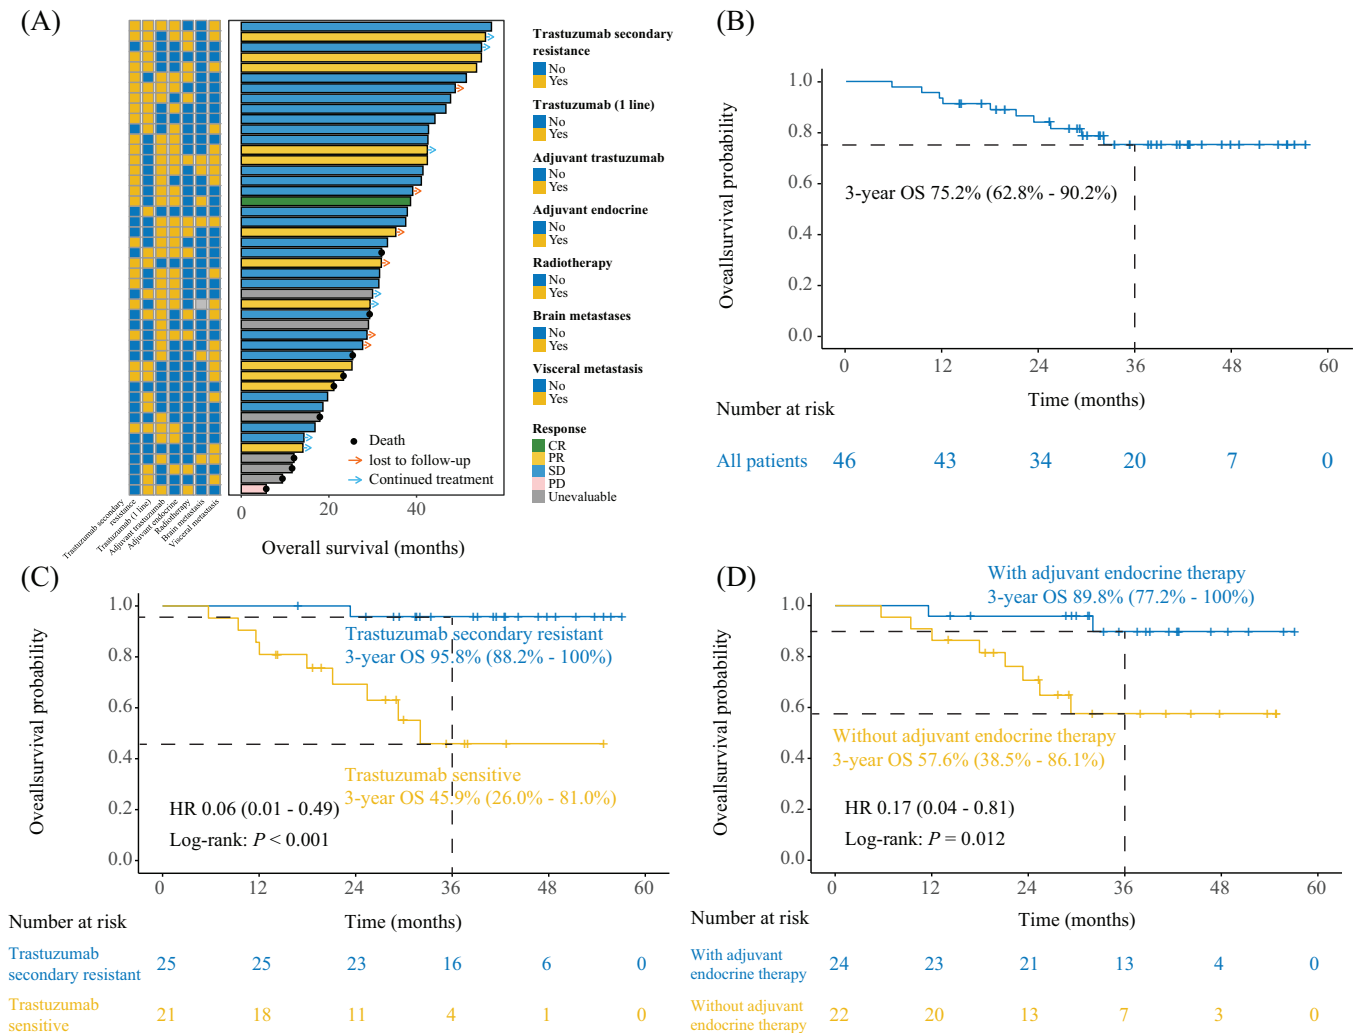 (A)
Trastuzumab secondary
resistance
No
Yes
Trastuzumab (1 line)
No
Yes
Adjuvant trastuzumab
No
Yes
Adjuvant endocrine
No
Yes
Radiotherapy
No
Yes
Brain metastases
No
Yes
Visceral metastasis
No
Yes
Response
CR
PR
SD
PD
Unevaluable
Death
lost to follow-up
Continued treatment
Trastuzumab secondary
resistance
Trastuzumab (1 line)
Adjuvant trastuzumab
Adjuvant endocrine
Radiotherapy
Brain metastasis
Visceral metastasis
0 20 40
Overall survival (months)
(B)
Oveallsurvival probability
1.0
0.8
0.6
0.4
0.2
0.0
3-year OS 75.2% (62.8% - 90.2%)
0 12 24 36 48 60
Time (months)
Number at risk
All patients 46 43 34 20 7 0
(C)
Oveallsurvival probability
1.0
0.8
0.6
0.4
0.2
0.0
Trastuzumab secondary resistant
3-year OS 95.8% (88.2% - 100%)
Trastuzumab sensitive
3-year OS 45.9% (26.0% - 81.0%)
HR 0.06 (0.01 - 0.49)
Log-rank: P < 0.001
0 12 24 36 48 60
Time (months)
Number at risk
Trastuzumab
secondary resistant 25 25 23 16 6 0
Trastuzumab
sensitive 21 18 11 4 1 0
(D)
Oveallsurvival probability
1.0
0.8
0.6
0.4
0.2
0.0
With adjuvant endocrine therapy
3-year OS 89.8% (77.2% - 100%)
Without adjuvant endocrine therapy
3-year OS 57.6% (38.5% - 86.1%)
HR 0.17 (0.04 - 0.81)
Log-rank: P = 0.012
0 12 24 36 48 60
Time (months)
Number at risk
With adjuvant
endocrine therapy 24 23 21 13 4 0
Without adjuvant
endocrine therapy 22 20 13 7 3 0